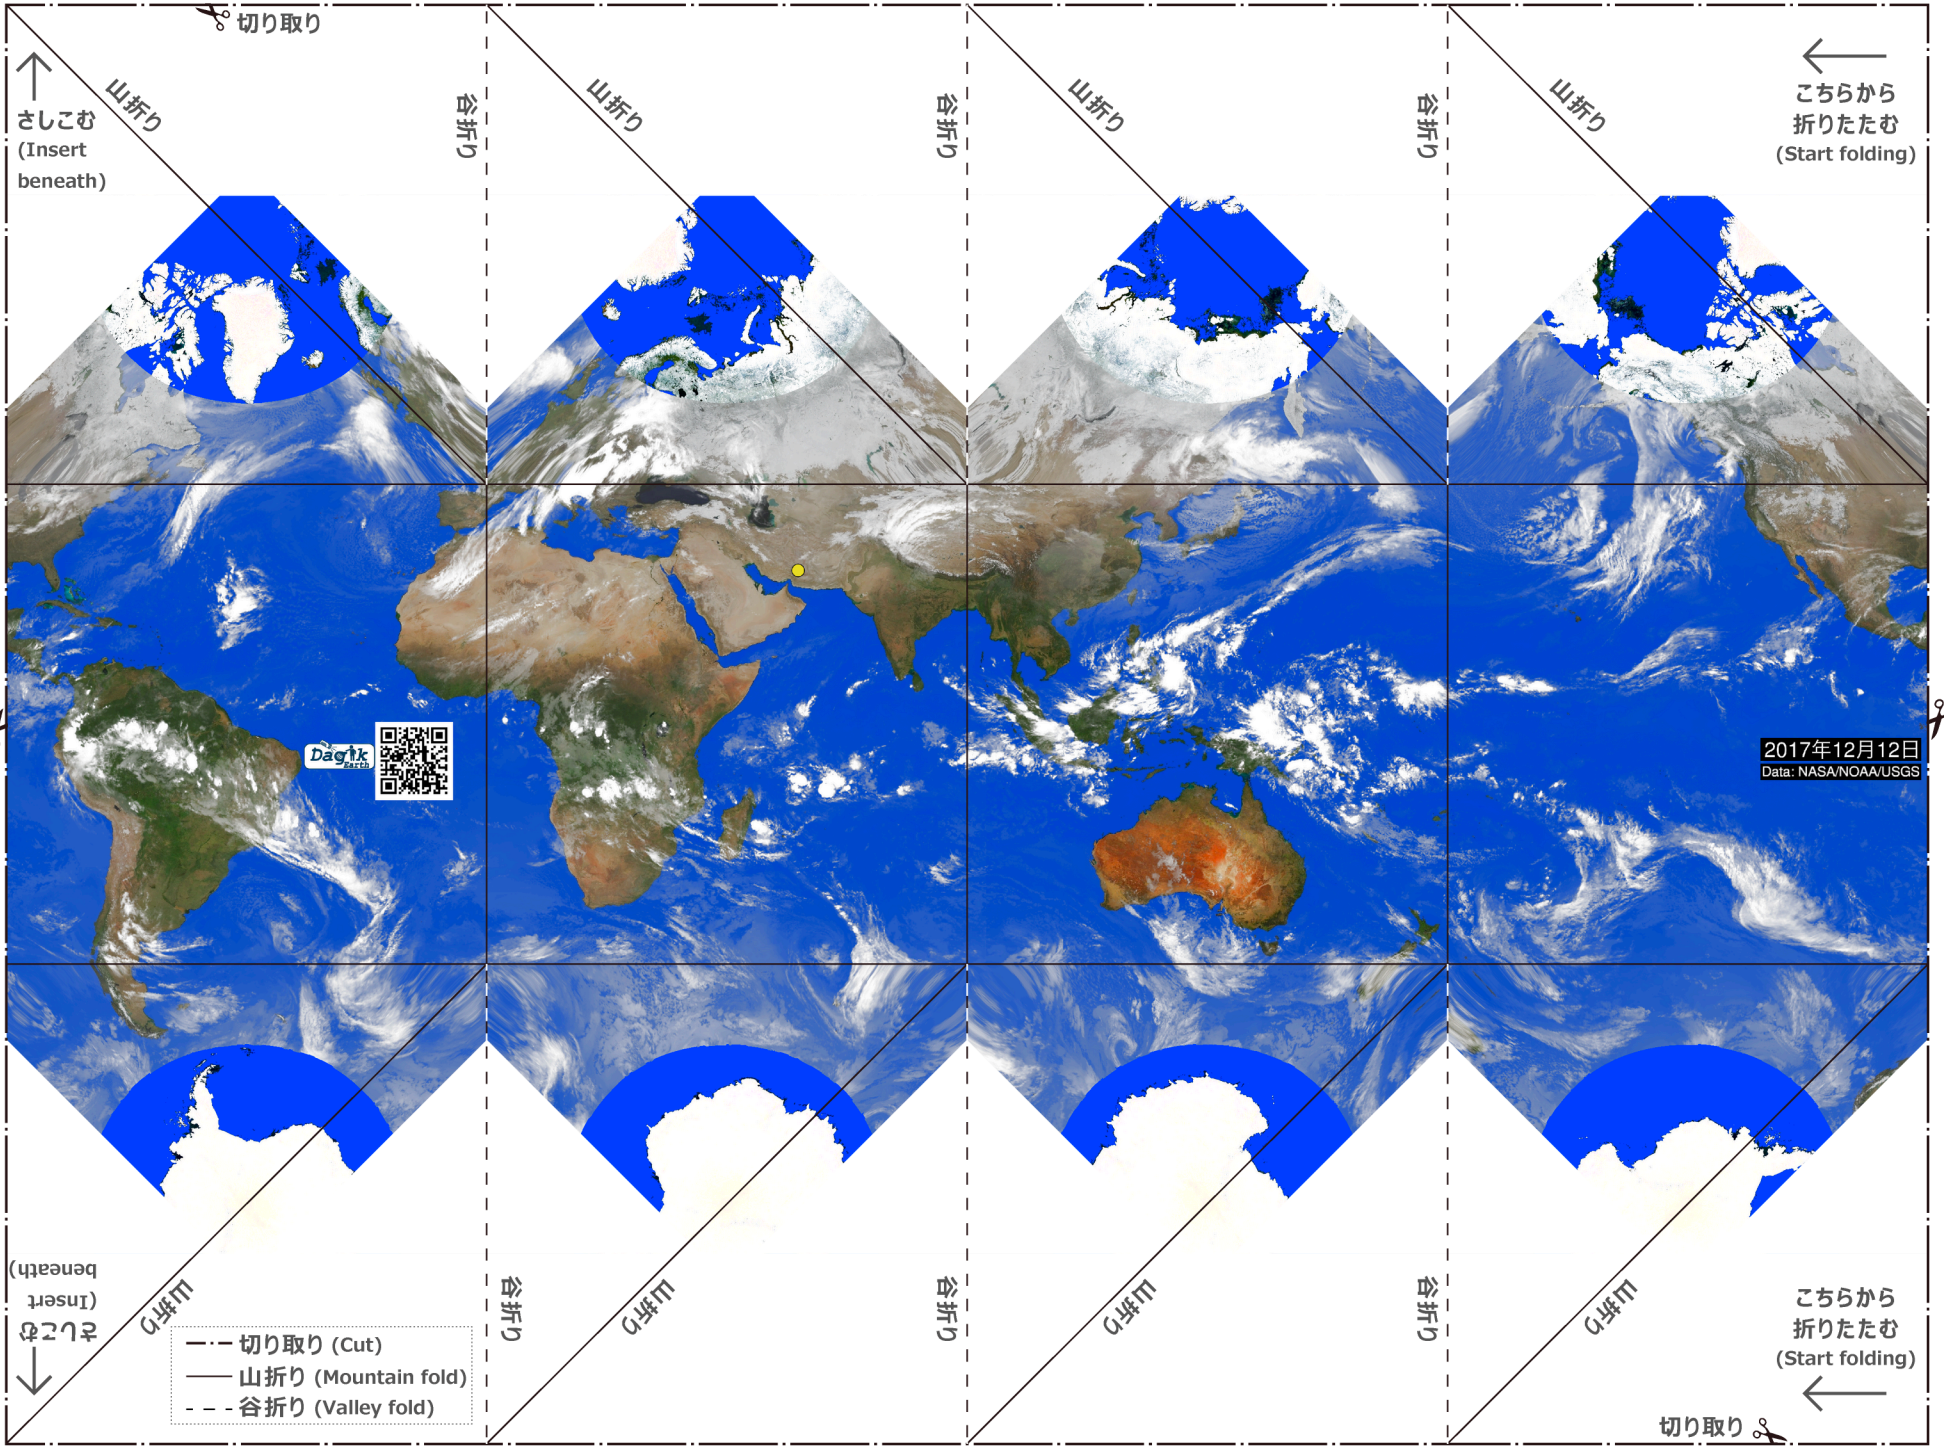 切り取り
さしこむ
(Insert
beneath)
山折り
谷折り
山折り
谷折り
山折り
谷折り
山折り
こちらから
折りたたむ
(Start folding)
Dagik
Earth
2017年12月12日
Data: NASA/NOAA/USGS
さしこむ
(Insert
beneath)
山折り
谷折り
山折り
谷折り
山折り
谷折り
山折り
こちらから
折りたたむ
(Start folding)
切り取り (Cut)
山折り (Mountain fold)
谷折り (Valley fold)
切り取り